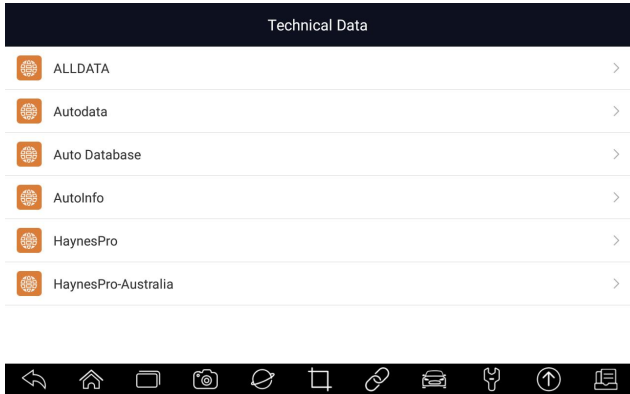 Technical Data
ALLDATA
Autodata
Auto Database
AutoInfo
HaynesPro
HaynesPro-Australia